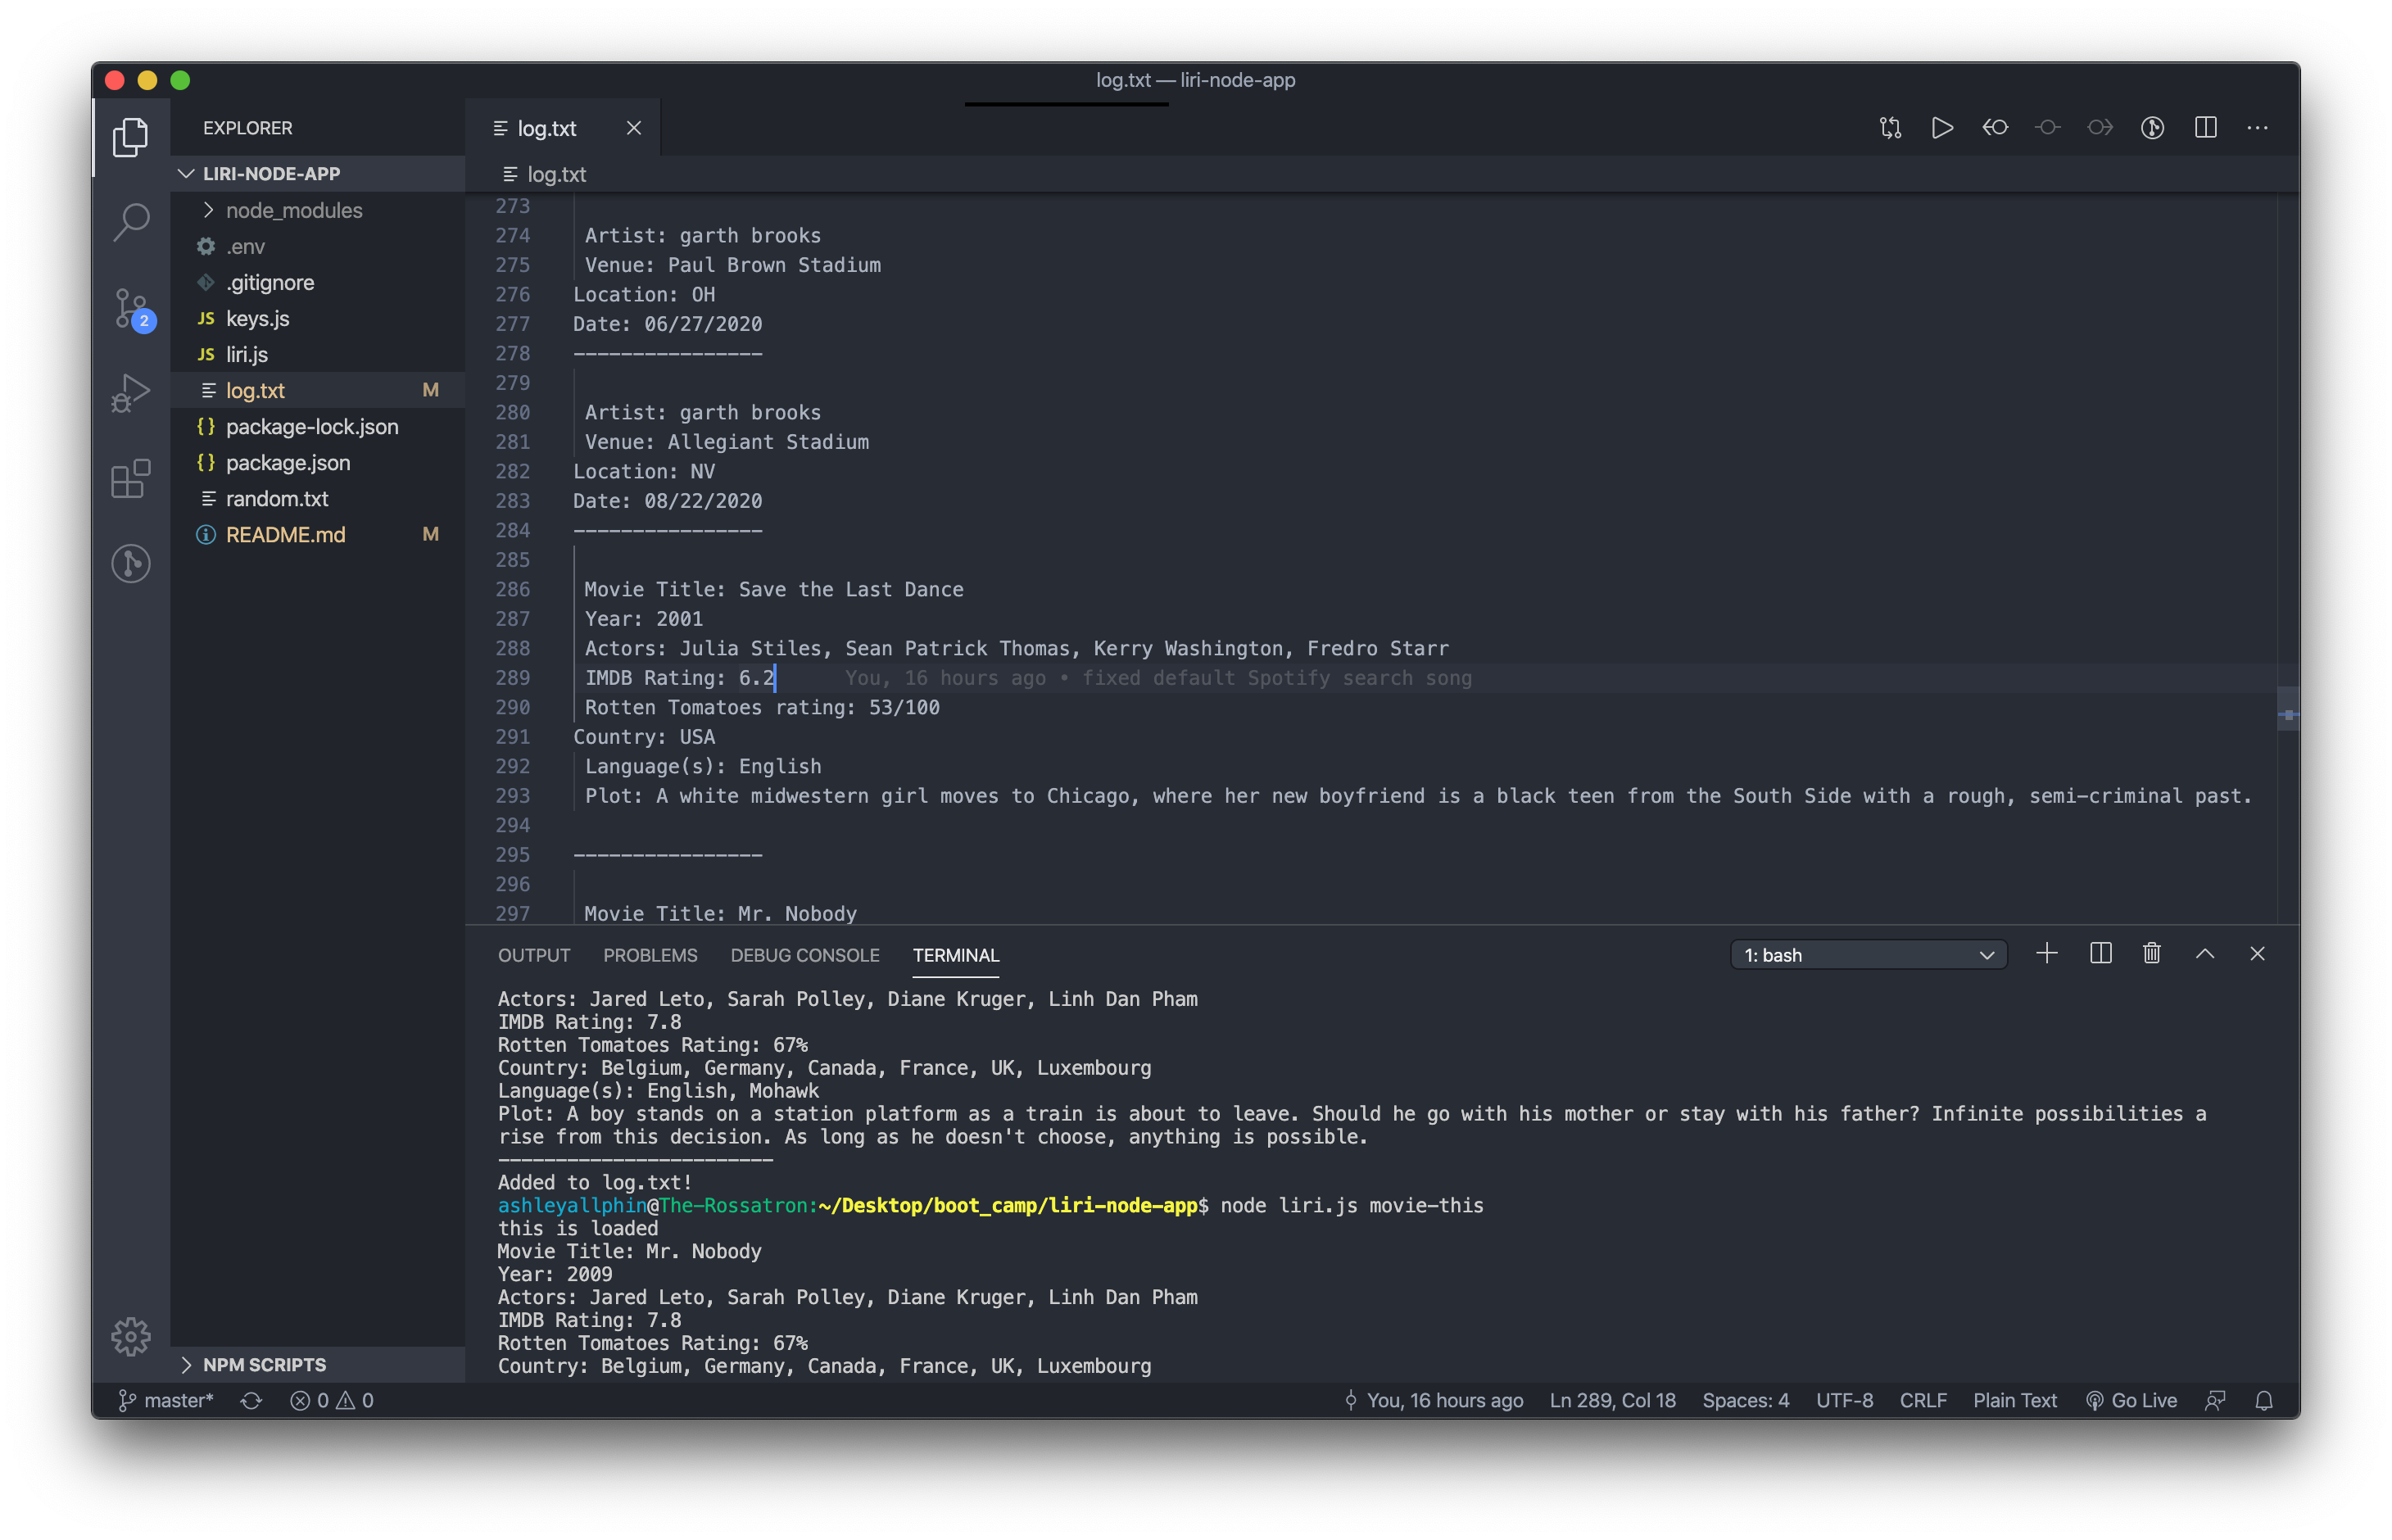 log.txt — liri-node-app
EXPLORER
LIRI-NODE-APP
node_modules
.env
.gitignore
JS keys.js
JS liri.js
log.txt M
{} package-lock.json
{} package.json
random.txt
README.md M
2
NPM SCRIPTS
log.txt
log.txt
273
274 Artist: garth brooks
275 Venue: Paul Brown Stadium
276 Location: OH
277 Date: 06/27/2020
278 ----------------
279
280 Artist: garth brooks
281 Venue: Allegiant Stadium
282 Location: NV
283 Date: 08/22/2020
284 ----------------
285
286 Movie Title: Save the Last Dance
287 Year: 2001
288 Actors: Julia Stiles, Sean Patrick Thomas, Kerry Washington, Fredro Starr
289 IMDB Rating: 6.2 You, 16 hours ago • fixed default Spotify search song
290 Rotten Tomatoes rating: 53/100
291 Country: USA
292 Language(s): English
293 Plot: A white midwestern girl moves to Chicago, where her new boyfriend is a black teen from the South Side with a rough, semi-criminal past.
294
295 ----------------
296
297 Movie Title: Mr. Nobody
OUTPUT PROBLEMS DEBUG CONSOLE TERMINAL 1: bash
Actors: Jared Leto, Sarah Polley, Diane Kruger, Linh Dan Pham
IMDB Rating: 7.8
Rotten Tomatoes Rating: 67%
Country: Belgium, Germany, Canada, France, UK, Luxembourg
Language(s): English, Mohawk
Plot: A boy stands on a station platform as a train is about to leave. Should he go with his mother or stay with his father? Infinite possibilities a
rise from this decision. As long as he doesn't choose, anything is possible.
------------------------
Added to log.txt!
ashleyallphin@The-Rossatron:~/Desktop/boot_camp/liri-node-app$ node liri.js movie-this
this is loaded
Movie Title: Mr. Nobody
Year: 2009
Actors: Jared Leto, Sarah Polley, Diane Kruger, Linh Dan Pham
IMDB Rating: 7.8
Rotten Tomatoes Rating: 67%
Country: Belgium, Germany, Canada, France, UK, Luxembourg
master* 0 0 You, 16 hours ago Ln 289, Col 18 Spaces: 4 UTF-8 CRLF Plain Text Go Live